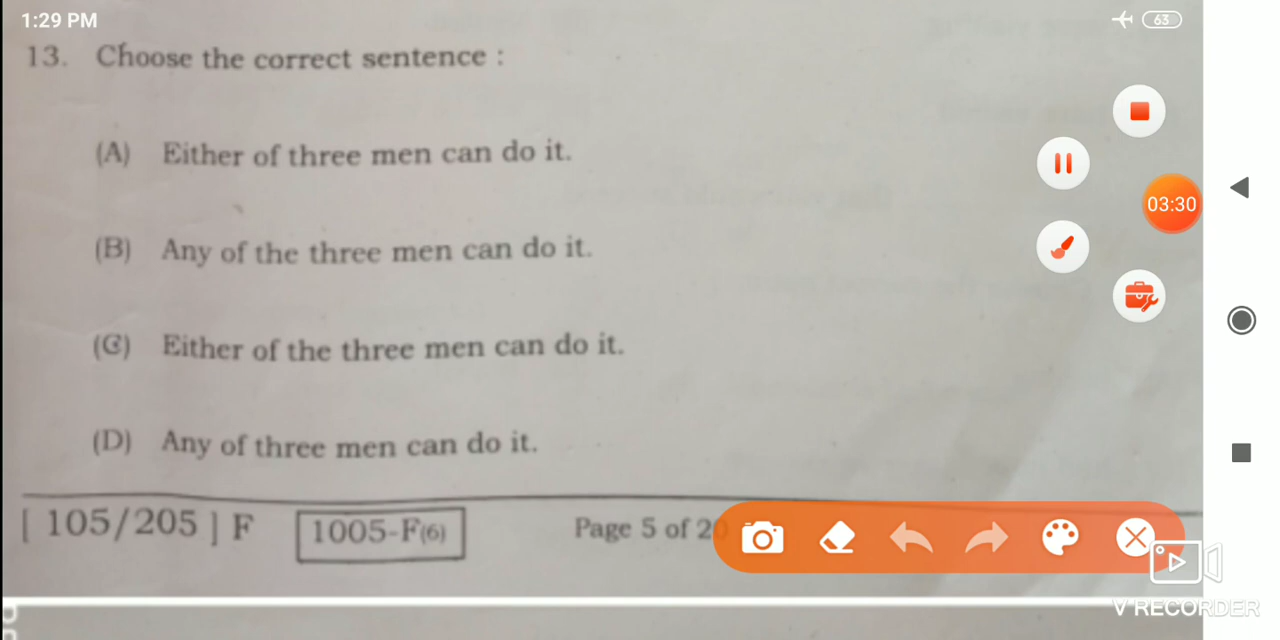 1:29 PM
63
13. Choose the correct sentence :
(A) Either of three men can do it.
(B) Any of the three men can do it.
(C) Either of the three men can do it.
(D) Any of three men can do it.
03:30
[ 105/205 ] F 1005-F(6) Page 5 of 20
V RECORDER